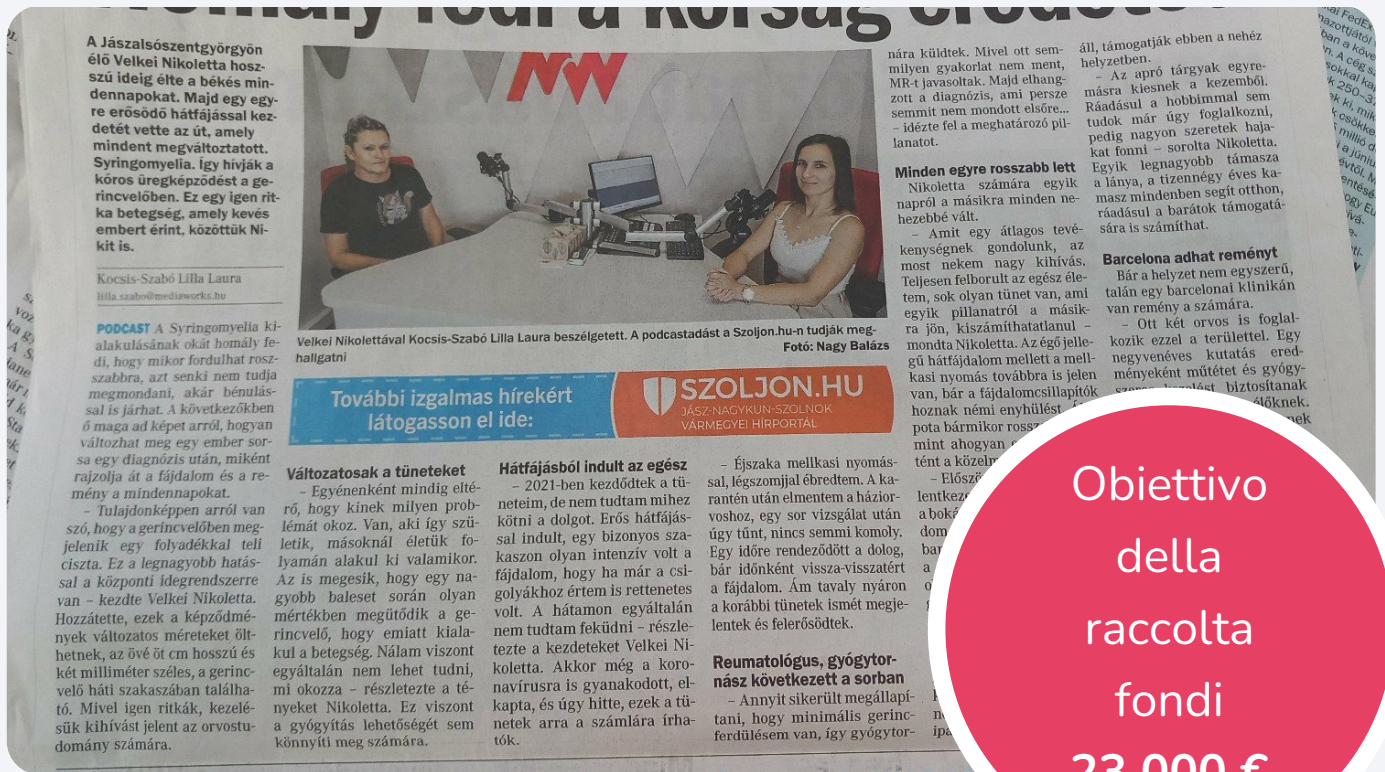 Homály fedi a kórság eredetét
A Jászalsószentgyörgyön
élő Velkei Nikoletta hosz-
szú ideig élte a békés min-
dennapokat. Majd egy egy-
re erősödő hátfájással kez-
detét vette az út, amely
mindent megváltoztatott.
Syringomyelia. Így hívják a
kóros üregképződést a ge-
rincvelőben. Ez egy igen rit-
ka betegség, amely kevés
embert érint, közöttük Ni-
kit is.
Kocsis-Szabó Lilla Laura
lilla.szabo@mediaworks.hu
PODCAST A Syringomyelia ki-
alakulásának okát homály fe-
di, hogy mikor fordulhat rosz-
szabbra, azt senki nem tudja
megmondani, akár bénulás-
sal is járhat. A következőkben
ő maga ad képet arról, hogyan
változhat meg egy ember sor-
sa egy diagnózis után, miként
rajzolja át a fájdalom és a re-
mény a mindennapokat.
– Tulajdonképpen arról van
szó, hogy a gerincvelőben meg-
jelenik egy folyadékkal teli
ciszta. Ez a legnagyobb hatás-
sal a központi idegrendszerre
van – kezdte Velkei Nikoletta.
Hozzátette, ezek a képződmé-
nyek változatos méreteket ölt-
hetnek, az övé öt cm hosszú és
két milliméter széles, a gerinc-
velő háti szakaszában találha-
tó. Mivel igen ritkák, kezelé-
sük kihívást jelent az orvostu-
domány számára.
NW
Velkei Nikolettával Kocsis-Szabó Lilla Laura beszélgetett. A podcastadást a Szoljon.hu-n tudják meg-
hallgatni
Fotó: Nagy Balázs
További izgalmas hírekért
látogasson el ide:
SZOLJON.HU
JÁSZ-NAGYKUN-SZOLNOK
VÁRMEGYEI HÍRPORTÁL
Változatosak a tüneteket
– Egyénenként mindig elté-
rő, hogy kinek milyen prob-
lémát okoz. Van, aki így szü-
letik, másoknál életük fo-
lyamán alakul ki valamikor.
Az is megesik, hogy egy na-
gyobb baleset során olyan
mértékben megütődik a ge-
rincvelő, hogy emiatt kiala-
kul a betegség. Nálam viszont
egyáltalán nem lehet tudni,
mi okozza – részletezte a té-
nyeket Nikoletta. Ez viszont
a gyógyítás lehetőségét sem
könnyíti meg számára.
Hátfájásból indult az egész
– 2021-ben kezdődtek a tü-
neteim, de nem tudtam mihez
kötni a dolgot. Erős hátfájás-
sal indult, egy bizonyos sza-
kaszon olyan intenzív volt a
fájdalom, hogy ha már a csi-
golyákhoz értem is rettenetes
volt. A hátamon egyáltalán
nem tudtam feküdni – részle-
tezte a kezdeteket Velkei Ni-
koletta. Akkor még a koro-
navírusra is gyanakodott, el-
kapta, és úgy hitte, ezek a tü-
netek arra a számlára írha-
tók.
– Éjszaka mellkasi nyomás-
sal, légszomjjal ébredtem. A ka-
rantén után elmentem a házior-
voshoz, egy sor vizsgálat után
úgy tűnt, nincs semmi komoly.
Egy időre rendeződött a dolog,
bár időnként vissza-visszatért
a fájdalom. Ám tavaly nyáron
a korábbi tünetek ismét megje-
lentek és felerősödtek.
Reumatológus, gyógytor-
nász következett a sorban
– Annyit sikerült megállapí-
tani, hogy minimális gerinc-
ferdülésem van, így gyógytor-
nára küldtek. Mivel ott sem-
milyen gyakorlat nem ment,
MR-t javasoltak. Majd elhang-
zott a diagnózis, ami persze
semmit nem mondott elsőre...
– idézte fel a meghatározó pil-
lanatot.
Minden egyre rosszabb lett
Nikoletta számára egyik
napról a másikra minden ne-
hezebbé vált.
– Amit egy átlagos tevé-
kenységnek gondolunk, az
most nekem nagy kihívás.
Teljesen felborult az egész éle-
tem, sok olyan tünet van, ami
egyik pillanatról a másik-
ra jön, kiszámíthatatlanul –
mondta Nikoletta. Az égő jelle-
gű hátfájdalom mellett a mell-
kasi nyomás továbbra is jelen
van, bár a fájdalomcsillapítók
hoznak némi enyhülést
pota bármikor
mint ahogyan
tént a
áll, támogatják ebben a nehéz
helyzetben.
– Az apró tárgyak egyre-
másra kiesnek a kezemből.
Ráadásul a hobbimmal sem
tudok már úgy foglalkozni,
pedig nagyon szeretek haja-
kat fonni – sorolta Nikoletta.
Egyik legnagyobb támasza
a lánya, a tizennégy éves ka-
masz mindenben segít otthon,
ráadásul a barátok támogatá-
sára is számíthat.
Barcelona adhat reményt
Bár a helyzet nem egyszerű,
talán egy barcelonai klinikán
van remény a számára.
– Ott két orvos is foglal-
kozik ezzel a területtel. Egy
negyvenéves kutatás ered-
ményeként műtétet és gyógy-
biztosítanak
Obiettivo
della
raccolta
fondi
23.000 €